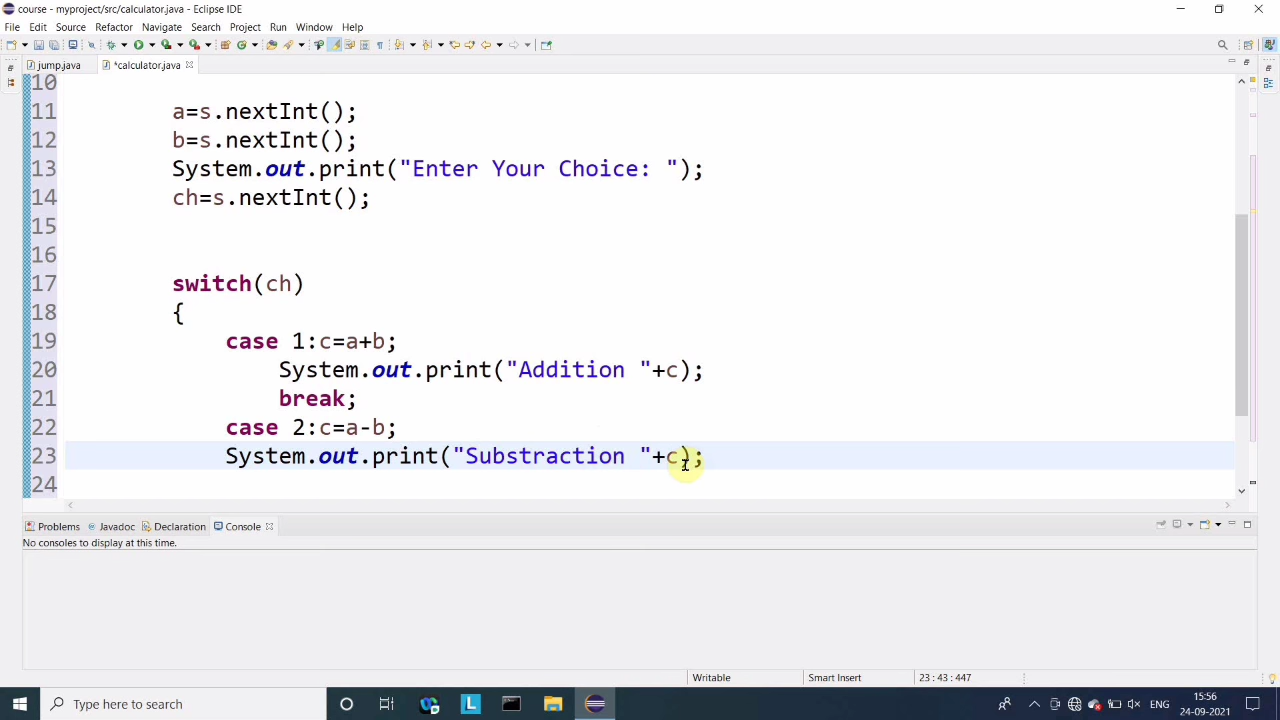 course - myproject/src/calculator.java - Eclipse IDE
File Edit Source Refactor Navigate Search Project Run Window Help
jump.java *calculator.java
10
11 a=s.nextInt();
12 b=s.nextInt();
13 System.out.print("Enter Your Choice: ");
14 ch=s.nextInt();
15
16
17 switch(ch)
18 {
19 case 1:c=a+b;
20 System.out.print("Addition "+c);
21 break;
22 case 2:c=a-b;
23 System.out.print("Substraction "+c);
24
Problems Javadoc Declaration Console
No consoles to display at this time.
Writable Smart Insert 23 : 43 : 447
Type here to search L ENG 15:56
24-09-2021